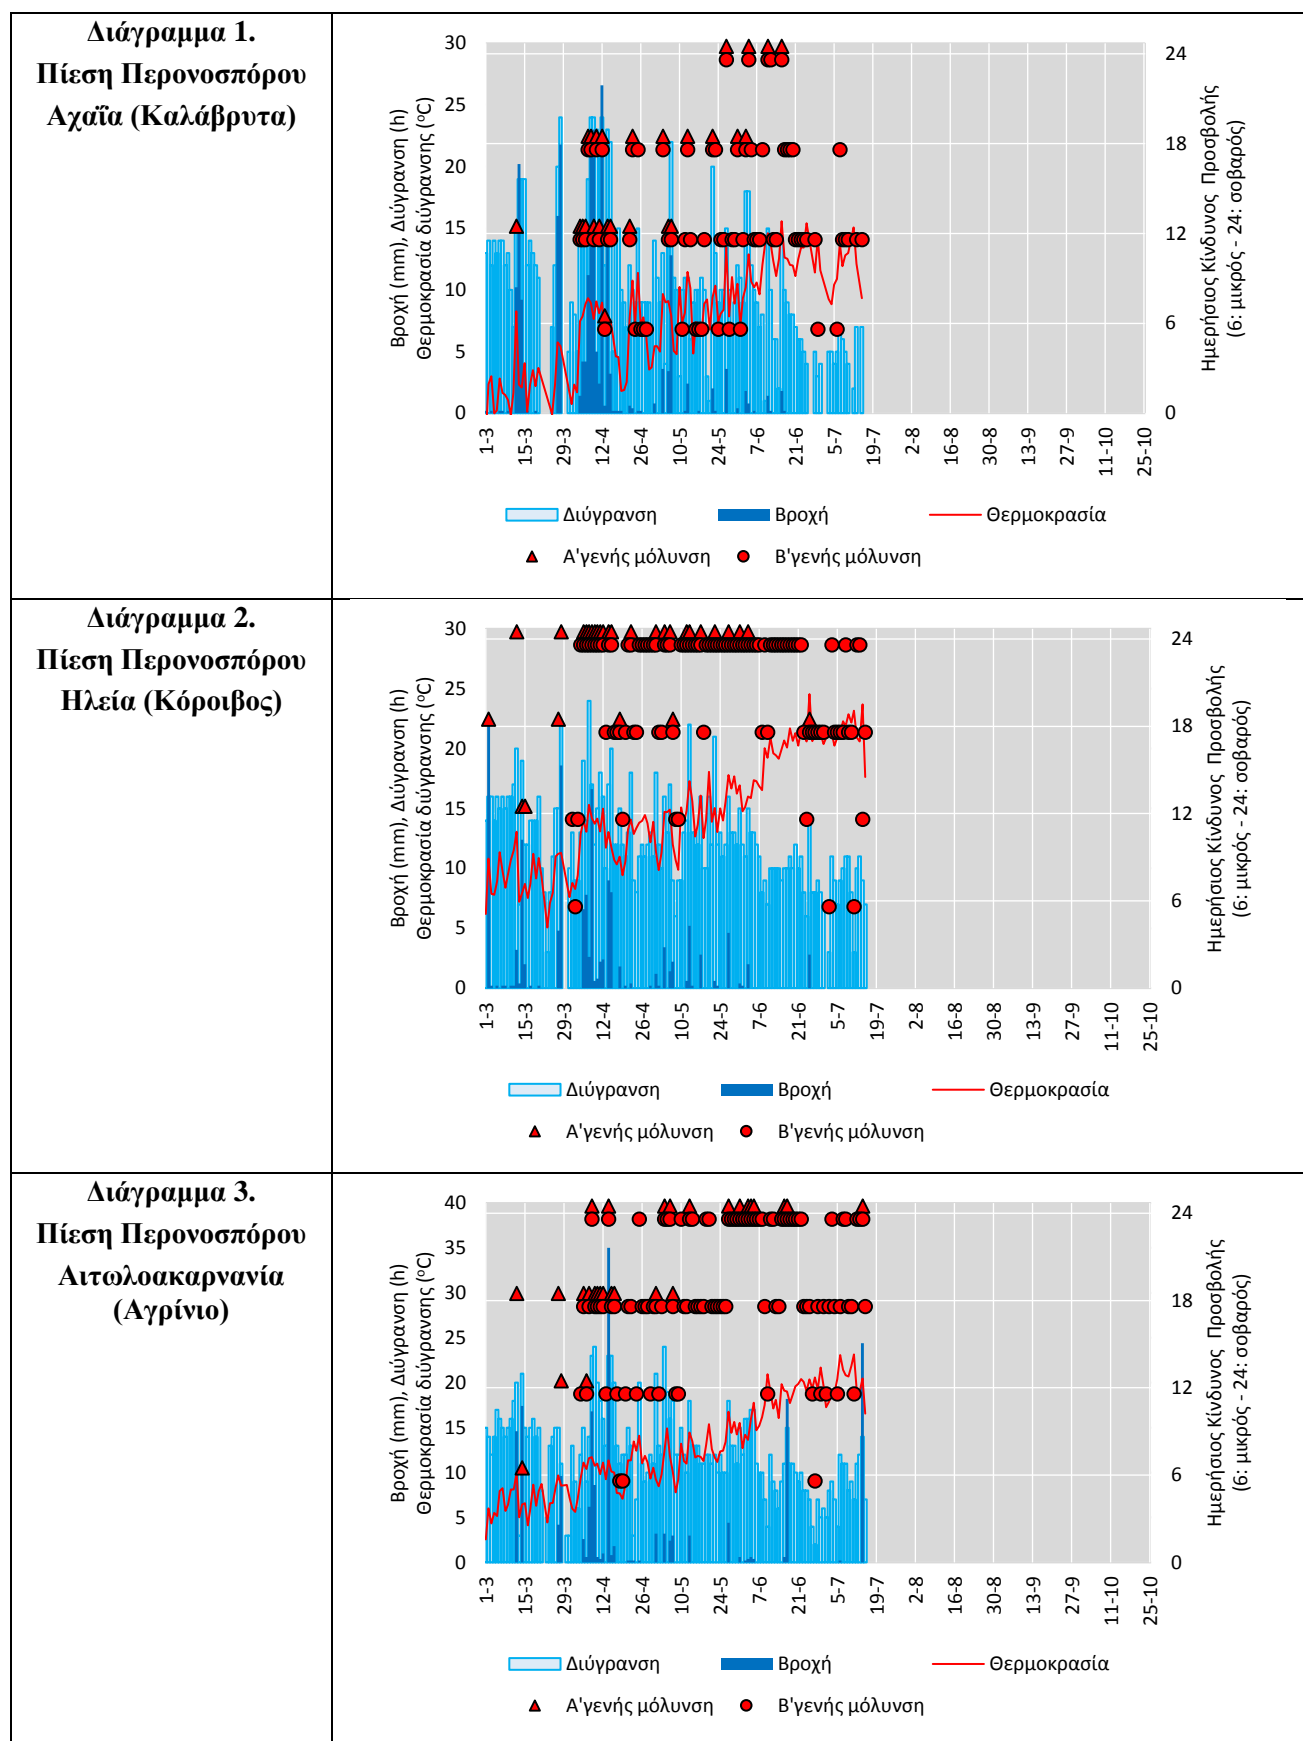 Διάγραμμα 1.
Πίεση Περονοσπόρου
Αχαΐα (Καλάβρυτα)
Βροχή (mm), Διύγρανση (h)
Θερμοκρασία διύγρανσης (°C)
30
25
20
15
10
5
0
24
18
12
6
0
Ημερήσιος Κίνδυνος Προσβολής
(6: μικρός - 24: σοβαρός)
1-3 15-3 29-3 12-4 26-4 10-5 24-5 7-6 21-6 5-7 19-7 2-8 16-8 30-8 13-9 27-9 11-10 25-10
Διύγρανση Βροχή Θερμοκρασία
Α'γενής μόλυνση Β'γενής μόλυνση
Διάγραμμα 2.
Πίεση Περονοσπόρου
Ηλεία (Κόροιβος)
Βροχή (mm), Διύγρανση (h)
Θερμοκρασία διύγρανσης (°C)
30
25
20
15
10
5
0
24
18
12
6
0
Ημερήσιος Κίνδυνος Προσβολής
(6: μικρός - 24: σοβαρός)
1-3 15-3 29-3 12-4 26-4 10-5 24-5 7-6 21-6 5-7 19-7 2-8 16-8 30-8 13-9 27-9 11-10 25-10
Διύγρανση Βροχή Θερμοκρασία
Α'γενής μόλυνση Β'γενής μόλυνση
Διάγραμμα 3.
Πίεση Περονοσπόρου
Αιτωλοακαρνανία
(Αγρίνιο)
Βροχή (mm), Διύγρανση (h)
Θερμοκρασία διύγρανσης (°C)
40
35
30
25
20
15
10
5
0
24
18
12
6
0
Ημερήσιος Κίνδυνος Προσβολής
(6: μικρός - 24: σοβαρός)
1-3 15-3 29-3 12-4 26-4 10-5 24-5 7-6 21-6 5-7 19-7 2-8 16-8 30-8 13-9 27-9 11-10 25-10
Διύγρανση Βροχή Θερμοκρασία
Α'γενής μόλυνση Β'γενής μόλυνση